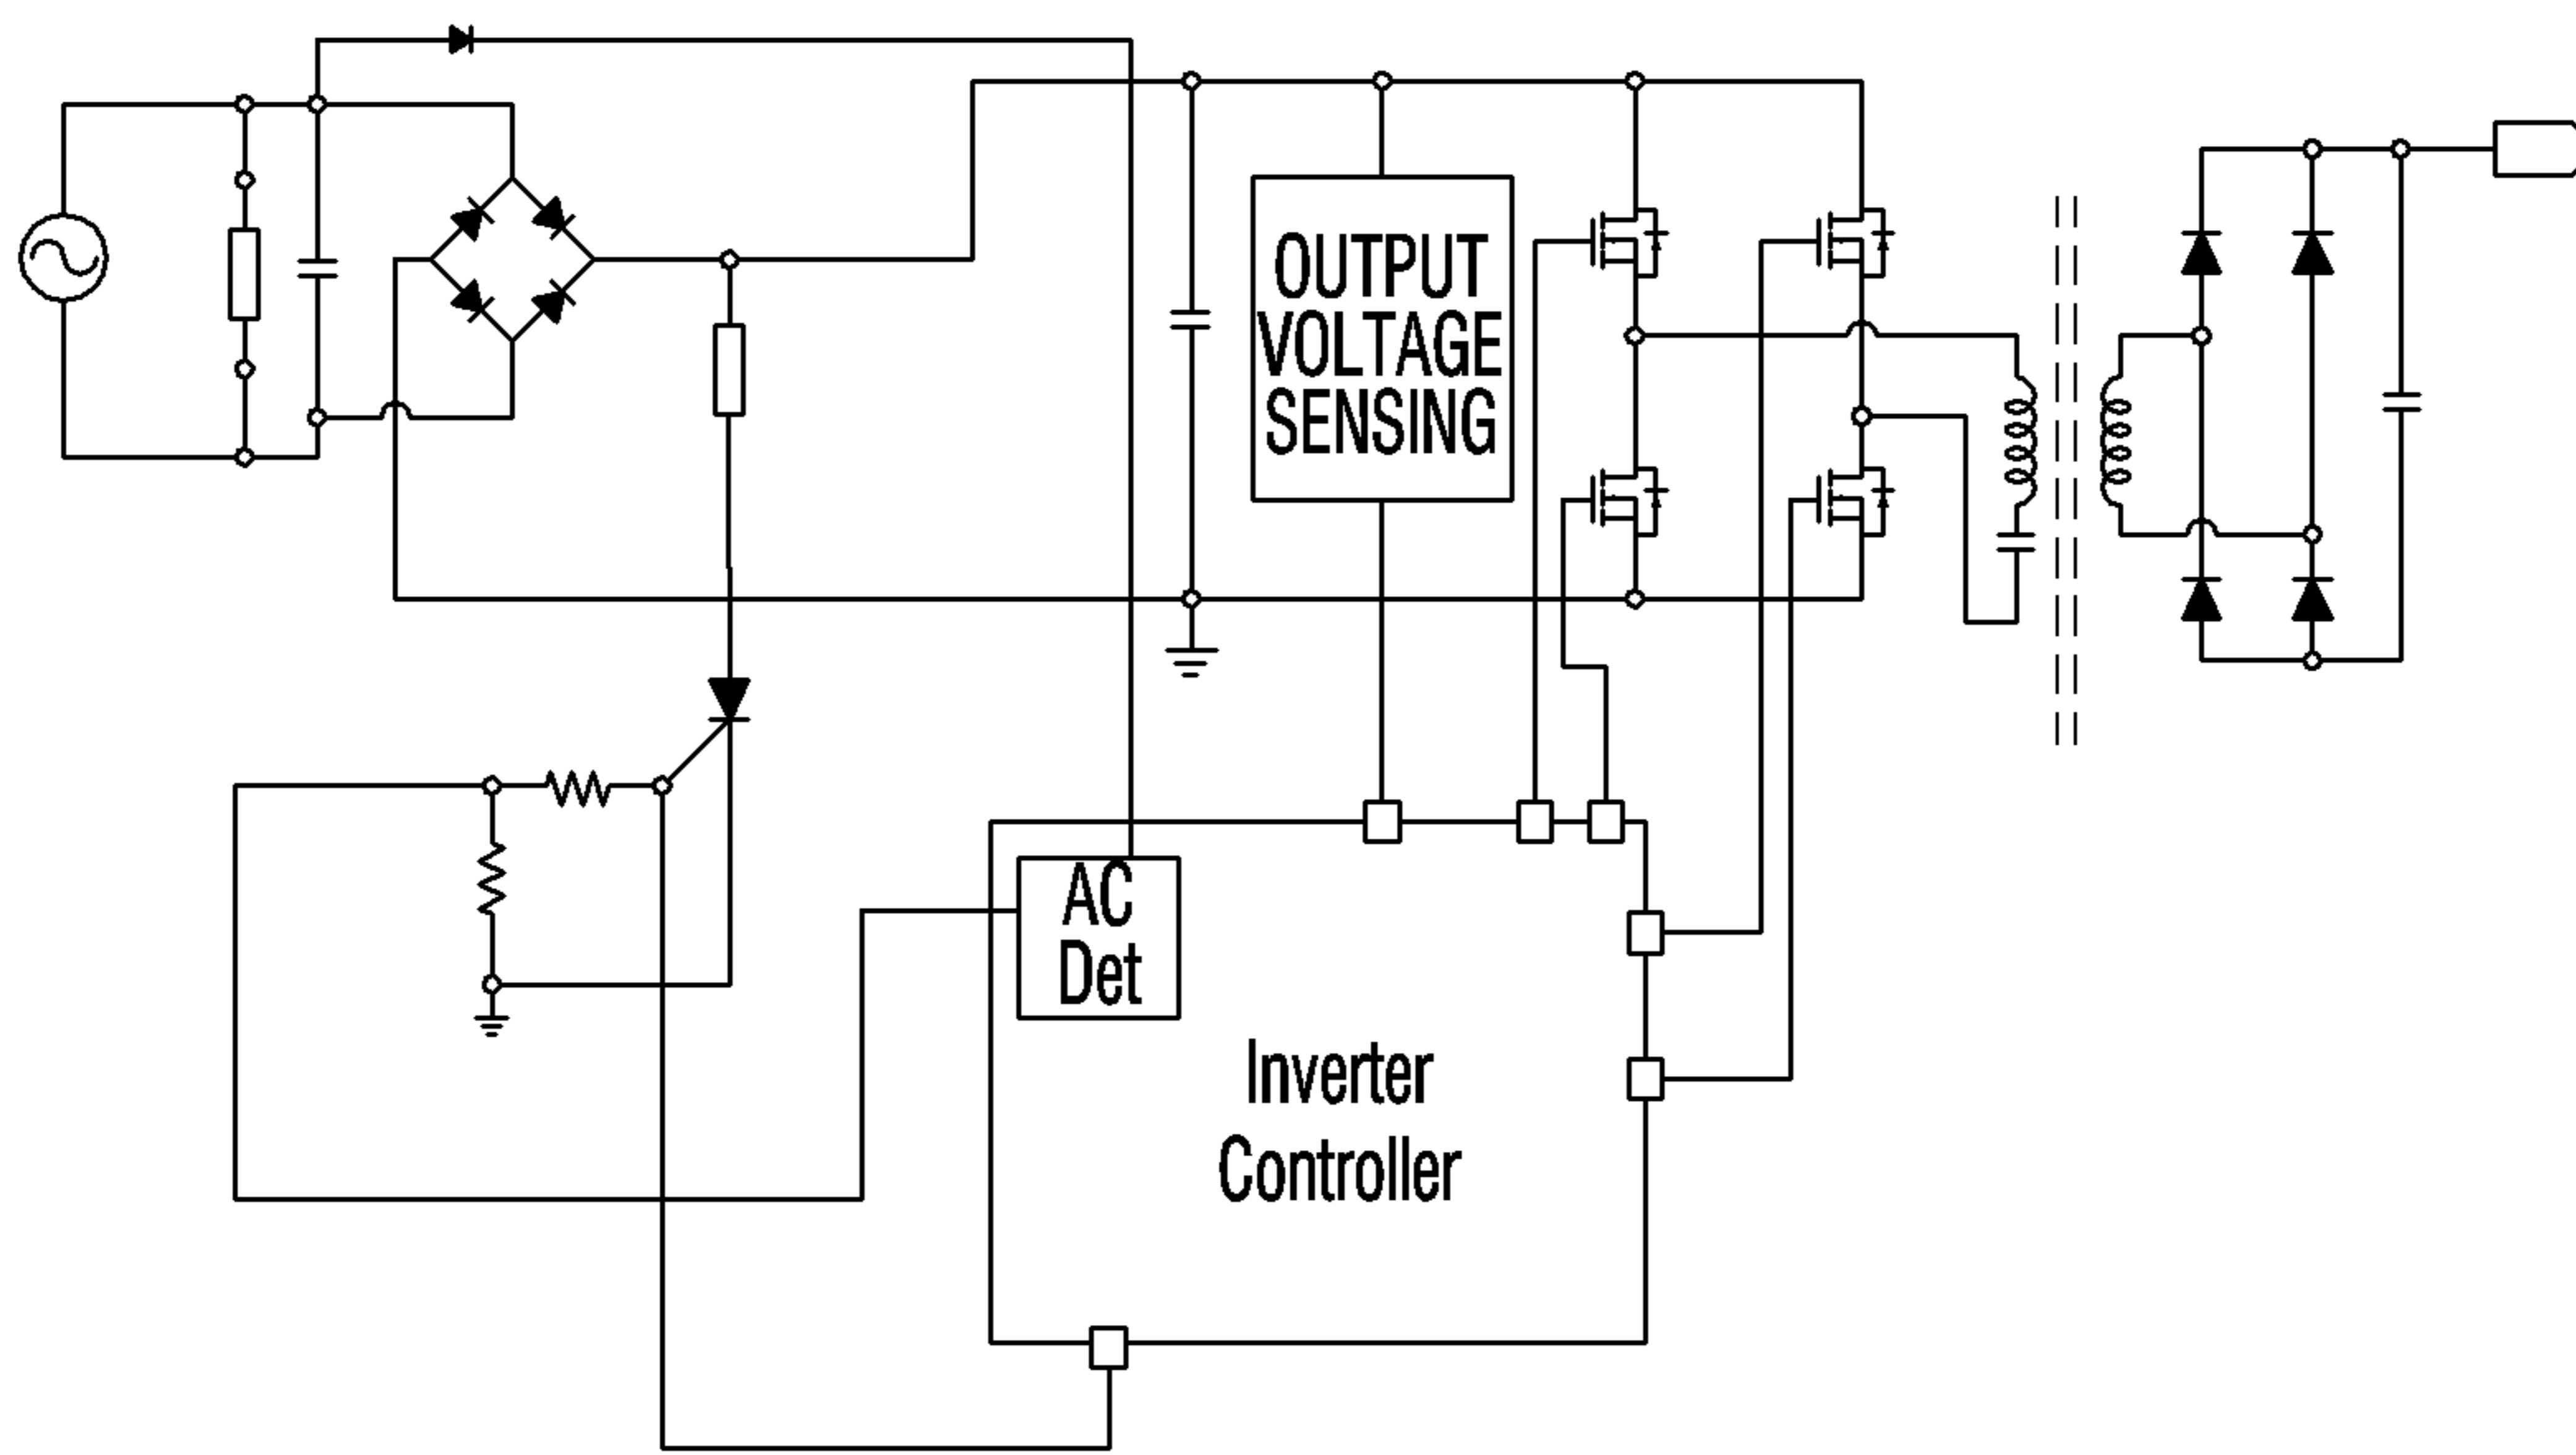 OUTPUT
VOLTAGE
SENSING
AC
Det
Inverter
Controller